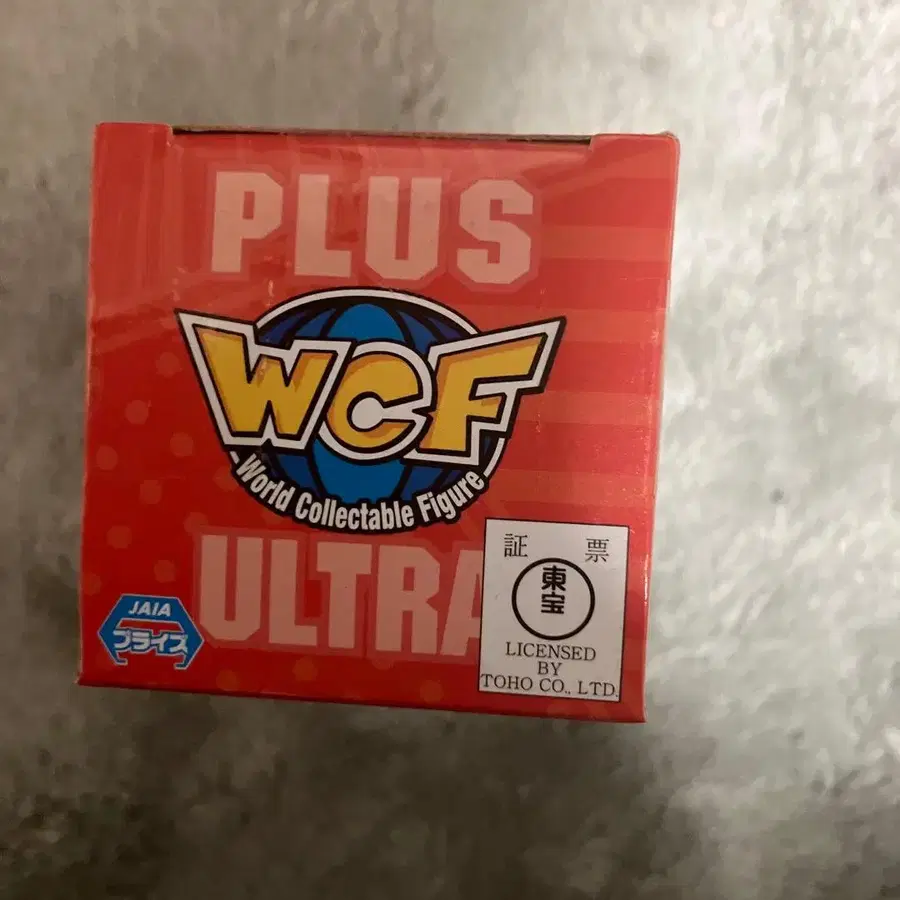 PLUS
WCF
World Collectable Figure
ULTRA
JAIA
プライズ
証 票
東宝
LICENSED
BY
TOHO CO., LTD.